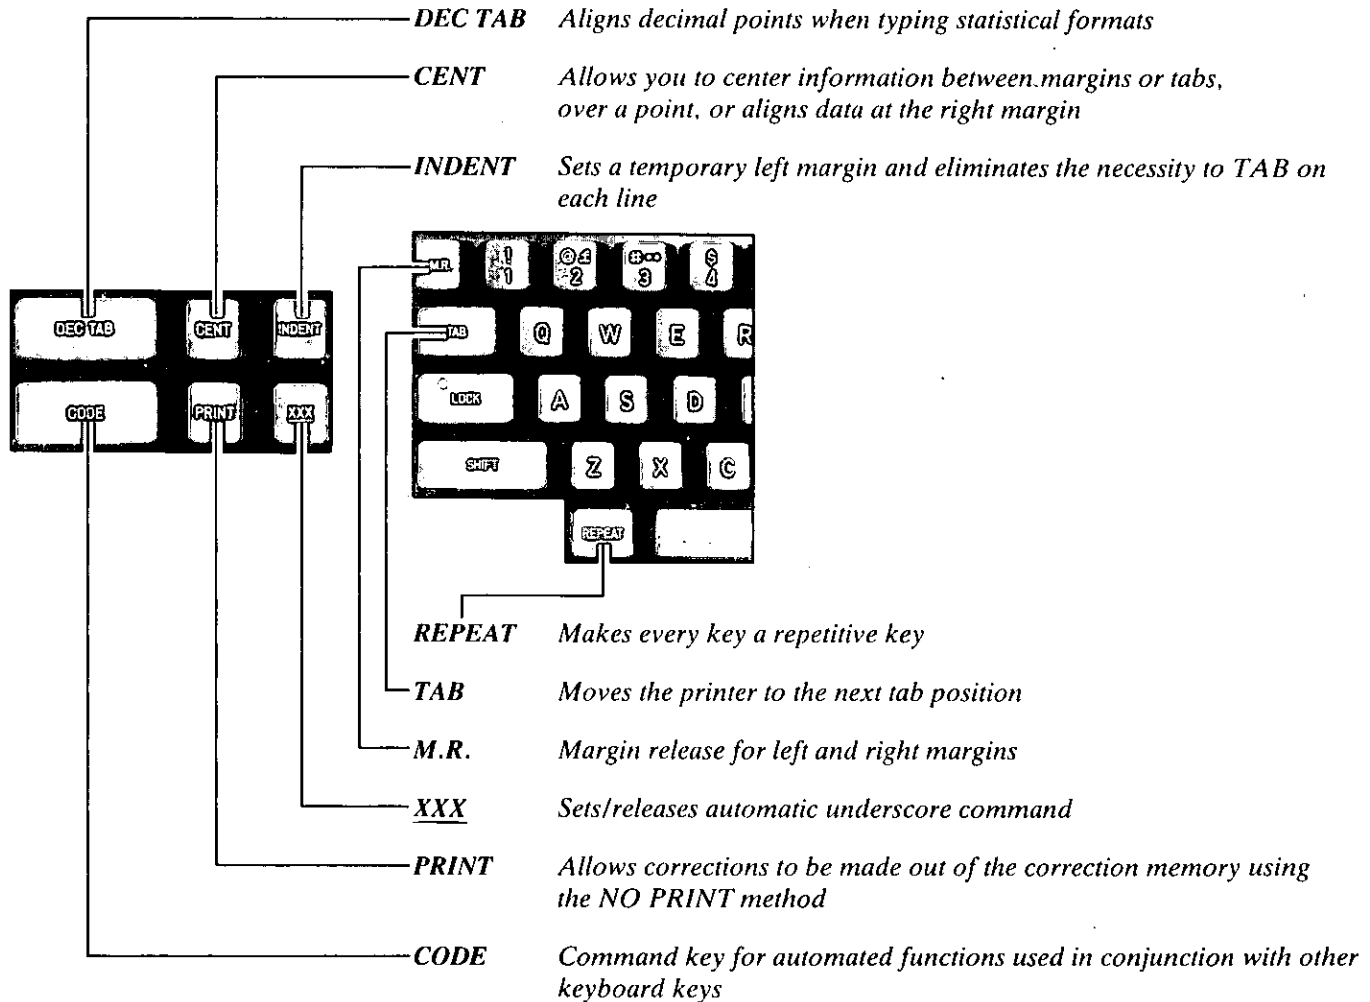 DEC TAB Aligns decimal points when typing statistical formats
CENT Allows you to center information between margins or tabs,
over a point, or aligns data at the right margin
INDENT Sets a temporary left margin and eliminates the necessity to TAB on
each line
M.R. ! 1 @ £ 2 # ∞ 3 $ 4
DEC TAB CENT INDENT
TAB Q W E R
CODE PRINT XXX
LOCK A S D
SHIFT Z X C
REPEAT
REPEAT Makes every key a repetitive key
TAB Moves the printer to the next tab position
M.R. Margin release for left and right margins
XXX Sets/releases automatic underscore command
PRINT Allows corrections to be made out of the correction memory using
the NO PRINT method
CODE Command key for automated functions used in conjunction with other
keyboard keys